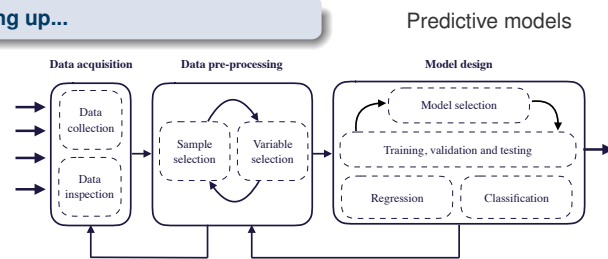 ng up...
Predictive models
Data acquisition
Data pre-processing
Model design
Data
collection
Data
inspection
Sample
selection
Variable
selection
Model selection
Training, validation and testing
Regression
Classification